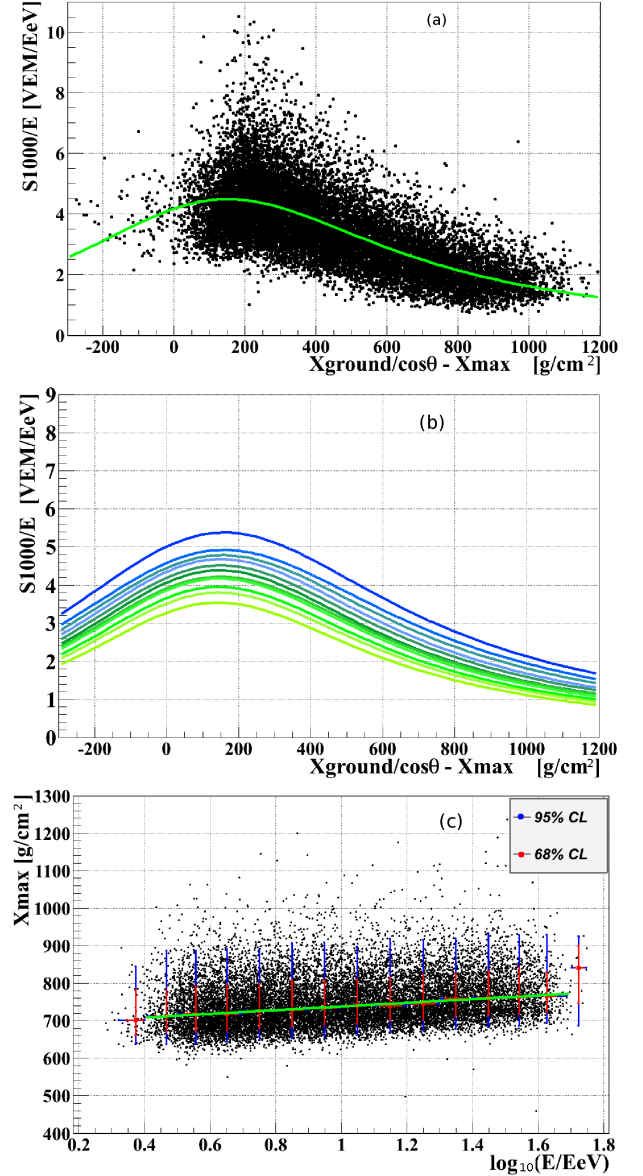 (a)
S1000/E [VEM/EeV]
10
8
6
4
2
0
-200 0 200 400 600 800 1000 1200
Xground/cosθ - Xmax [g/cm²]
(b)
S1000/E [VEM/EeV]
9
8
7
6
5
4
3
2
1
0
-200 0 200 400 600 800 1000 1200
Xground/cosθ - Xmax [g/cm²]
(c)
Xmax [g/cm²]
95% CL
68% CL
1300
1200
1100
1000
900
800
700
600
500
400
0.2 0.4 0.6 0.8 1 1.2 1.4 1.6 1.8
log₁₀(E/EeV)